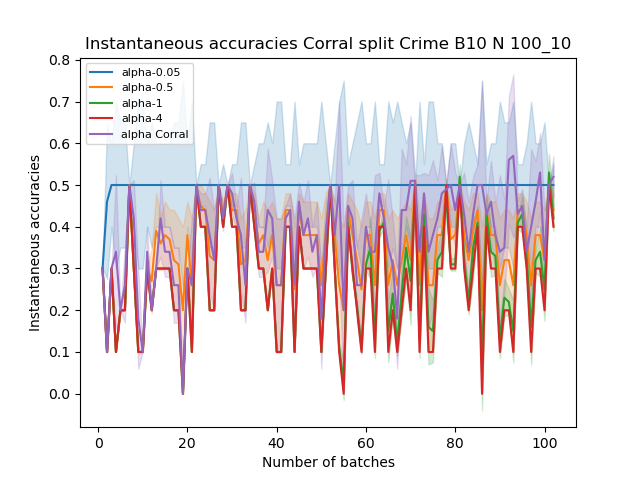 Instantaneous accuracies Corral split Crime B10 N 100_10
alpha-0.05
alpha-0.5
alpha-1
alpha-4
alpha Corral
Instantaneous accuracies
0.8
0.7
0.6
0.5
0.4
0.3
0.2
0.1
0.0
0 20 40 60 80 100
Number of batches